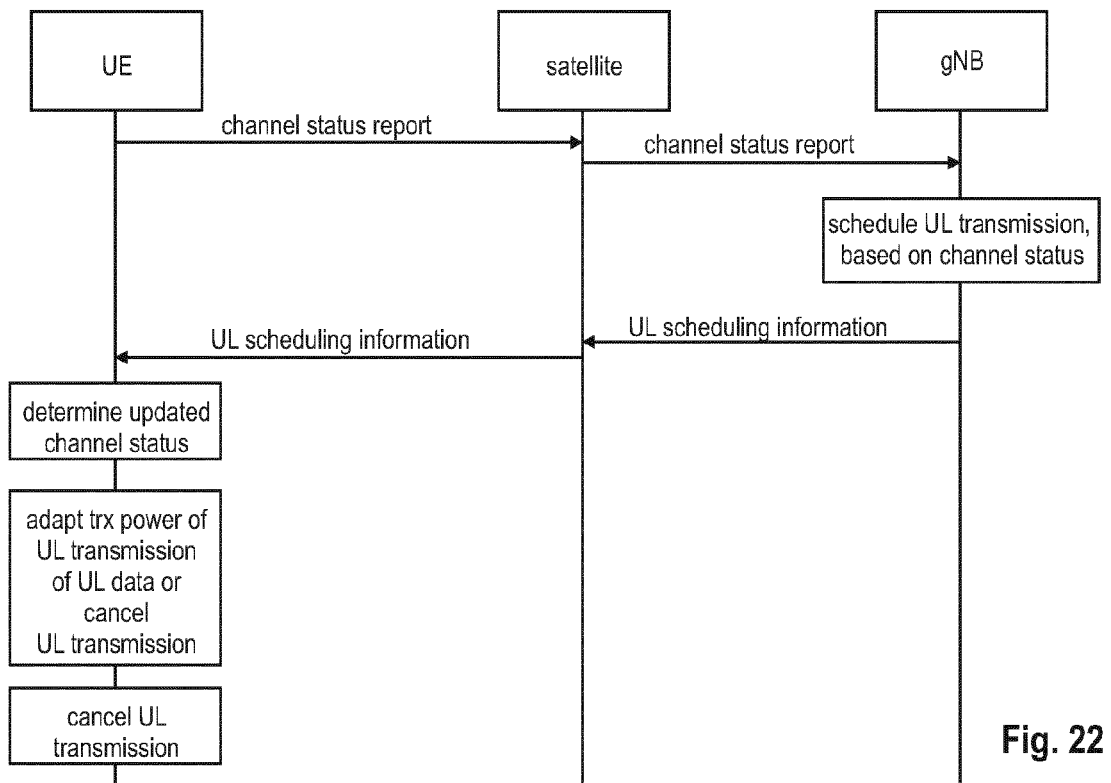 UE
satellite
gNB
channel status report
channel status report
schedule UL transmission,
based on channel status
UL scheduling information
UL scheduling information
determine updated
channel status
adapt trx power of
UL transmission
of UL data or
cancel
UL transmission
cancel UL
transmission
Fig. 22